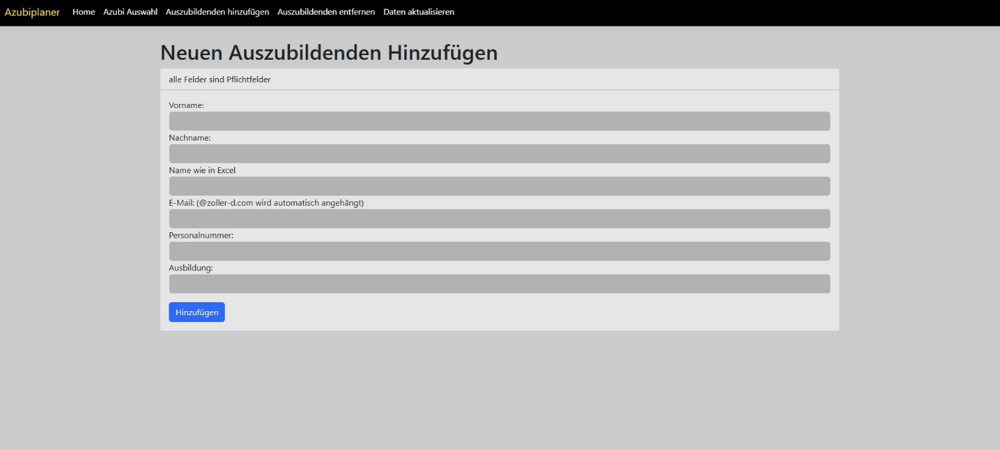 Azubiplaner Home Azubi Auswahl Auszubildenden hinzufügen Auszubildenden entfernen Daten aktualisieren
Neuen Auszubildenden Hinzufügen
alle Felder sind Pflichtfelder
Vorname:
Nachname:
Name wie in Excel
E-Mail: (@zoller-d.com wird automatisch angehängt)
Personalnummer:
Ausbildung:
Hinzufügen